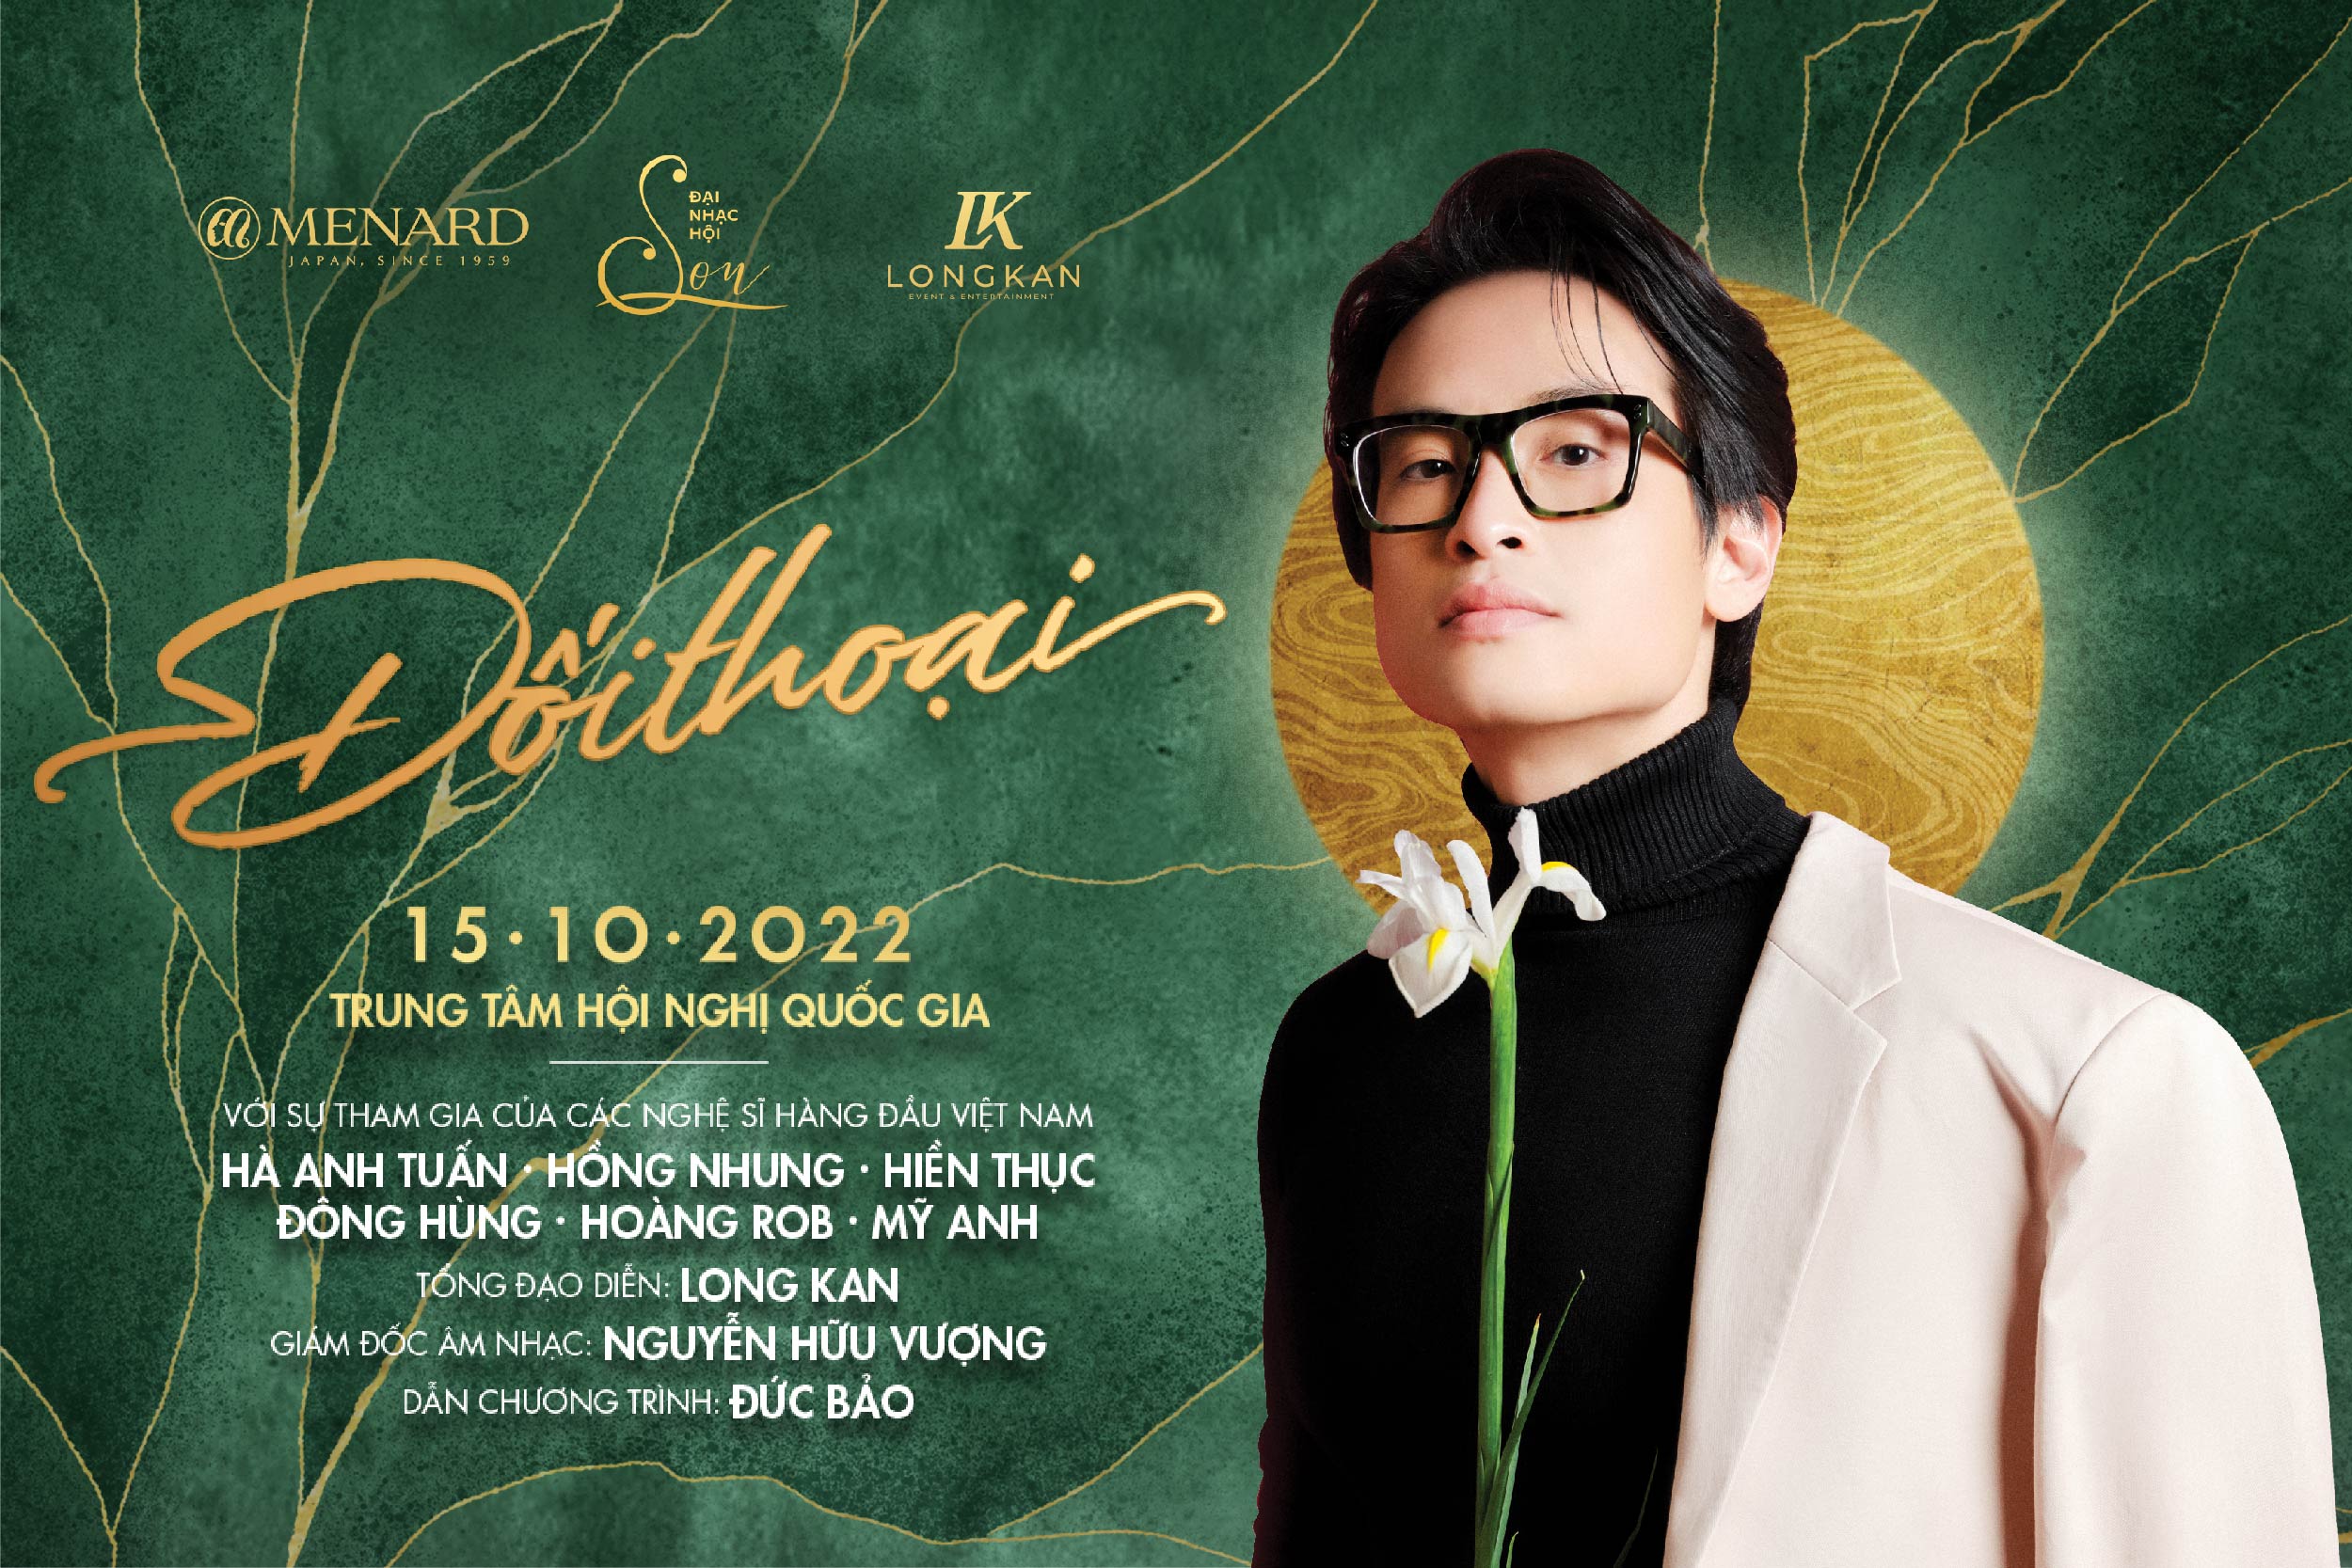 MENARD
JAPAN, SINCE 1959
ĐẠI
NHẠC
HỘI
Son
LK
LONGKAN
EVENT & ENTERTAINMENT
Đối thoại
15·10·2022
TRUNG TÂM HỘI NGHỊ QUỐC GIA
VỚI SỰ THAM GIA CỦA CÁC NGHỆ SĨ HÀNG ĐẦU VIỆT NAM
HÀ ANH TUẤN · HỒNG NHUNG · HIỀN THỤC
ĐÔNG HÙNG · HOÀNG ROB · MỸ ANH
TỔNG ĐẠO DIỄN: LONG KAN
GIÁM ĐỐC ÂM NHẠC: NGUYỄN HỮU VƯỢNG
DẪN CHƯƠNG TRÌNH: ĐỨC BẢO